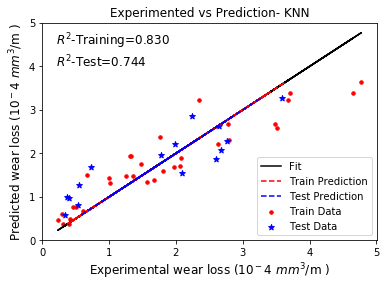 Experimented vs Prediction- KNN
R²-Training=0.830
R²-Test=0.744
Predicted wear loss (10⁻4 mm³/m )
5
4
3
2
1
0
Fit
Train Prediction
Test Prediction
Train Data
Test Data
0 1 2 3 4 5
Experimental wear loss (10⁻4 mm³/m )